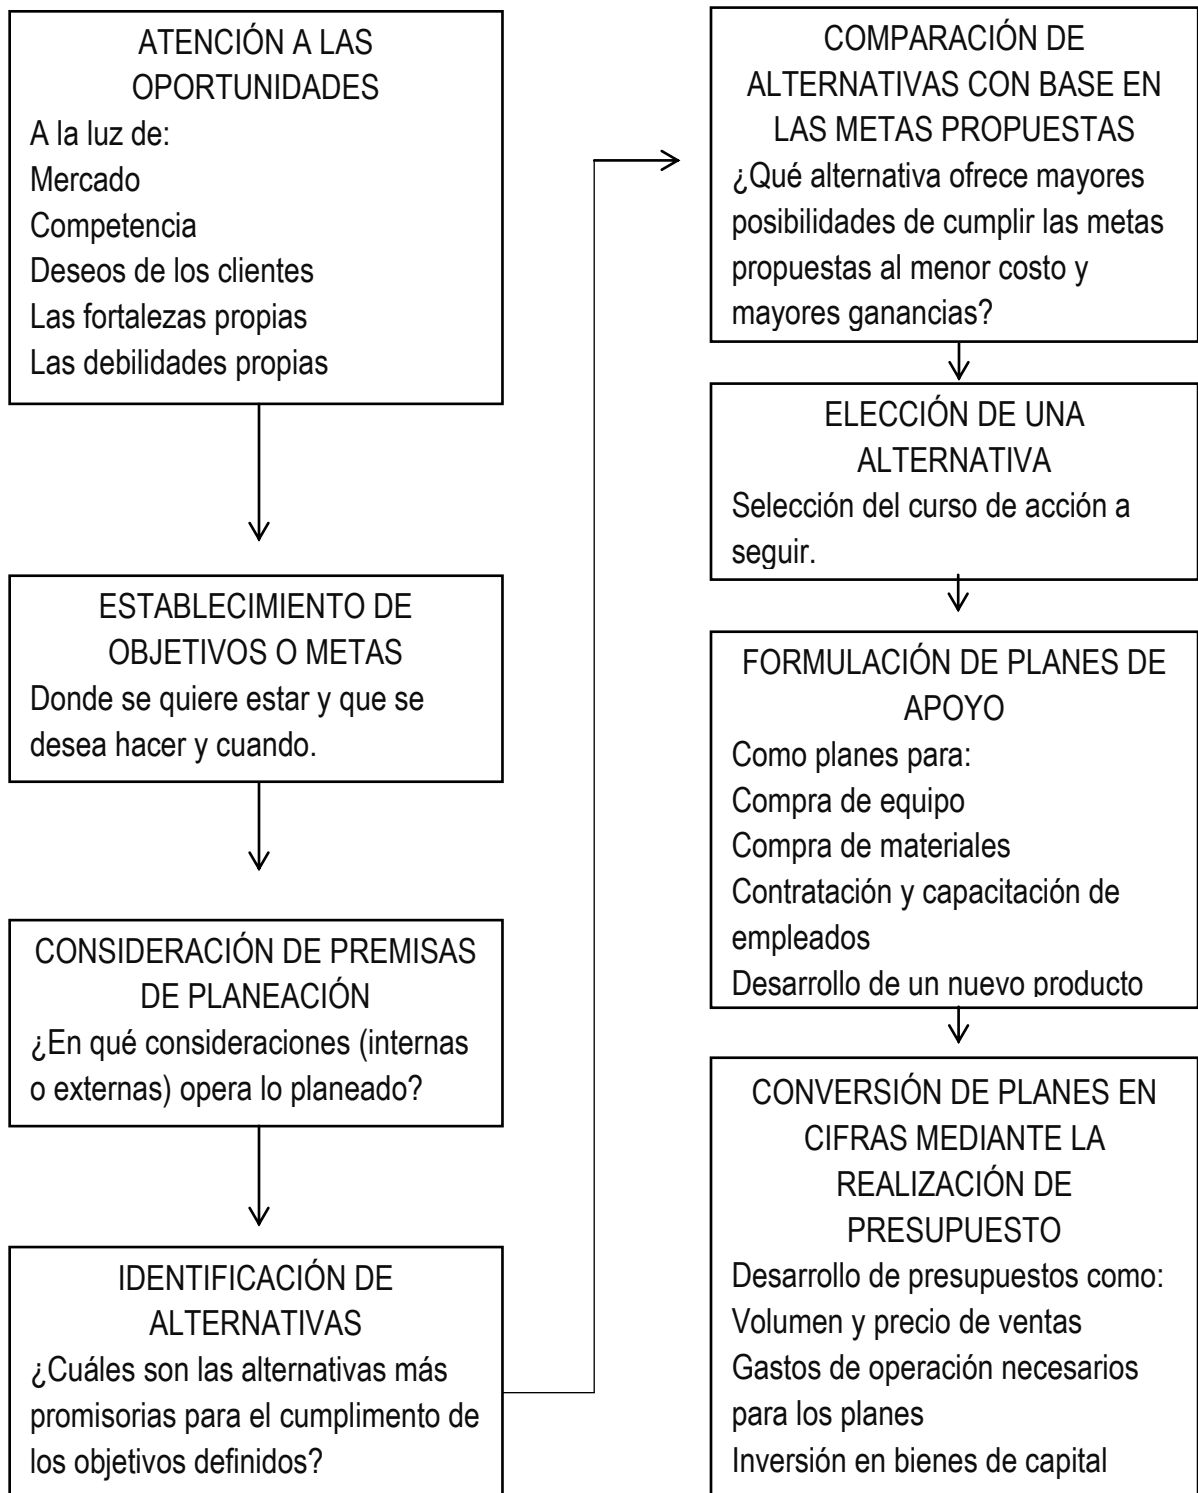 ATENCIÓN A LAS
OPORTUNIDADES
A la luz de:
Mercado
Competencia
Deseos de los clientes
Las fortalezas propias
Las debilidades propias
ESTABLECIMIENTO DE
OBJETIVOS O METAS
Donde se quiere estar y que se
desea hacer y cuando.
CONSIDERACIÓN DE PREMISAS
DE PLANEACIÓN
¿En qué consideraciones (internas
o externas) opera lo planeado?
IDENTIFICACIÓN DE
ALTERNATIVAS
¿Cuáles son las alternativas más
promisorias para el cumplimento de
los objetivos definidos?
COMPARACIÓN DE
ALTERNATIVAS CON BASE EN
LAS METAS PROPUESTAS
¿Qué alternativa ofrece mayores
posibilidades de cumplir las metas
propuestas al menor costo y
mayores ganancias?
ELECCIÓN DE UNA
ALTERNATIVA
Selección del curso de acción a
seguir.
FORMULACIÓN DE PLANES DE
APOYO
Como planes para:
Compra de equipo
Compra de materiales
Contratación y capacitación de
empleados
Desarrollo de un nuevo producto
CONVERSIÓN DE PLANES EN
CIFRAS MEDIANTE LA
REALIZACIÓN DE
PRESUPUESTO
Desarrollo de presupuestos como:
Volumen y precio de ventas
Gastos de operación necesarios
para los planes
Inversión en bienes de capital